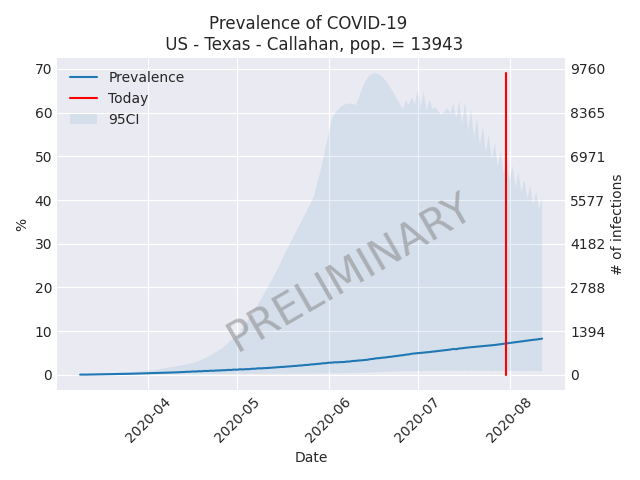 Prevalence of COVID-19
US - Texas - Callahan, pop. = 13943
Prevalence
Today
95CI
PRELIMINARY
%
70
60
50
40
30
20
10
0
9760
8365
6971
5577
4182
2788
1394
0
# of infections
2020-04
2020-05
2020-06
2020-07
2020-08
Date